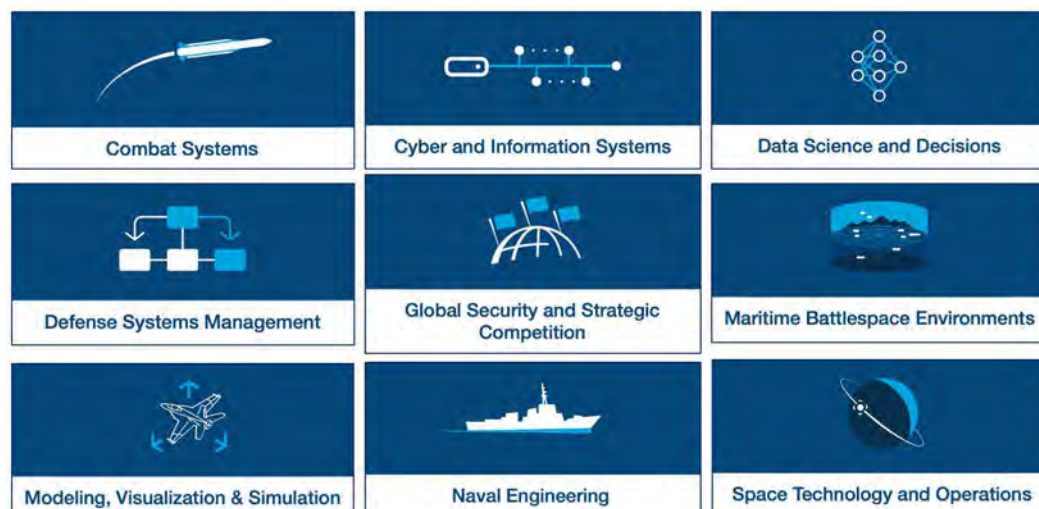 Combat Systems
Cyber and Information Systems
Data Science and Decisions
Defense Systems Management
Global Security and Strategic
Competition
Maritime Battlespace Environments
Modeling, Visualization & Simulation
Naval Engineering
Space Technology and Operations